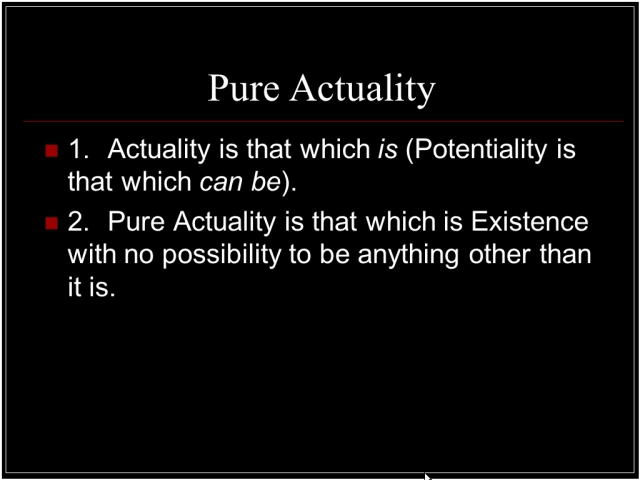 Pure Actuality
1. Actuality is that which is (Potentiality is
that which can be).
2. Pure Actuality is that which is Existence
with no possibility to be anything other than
it is.